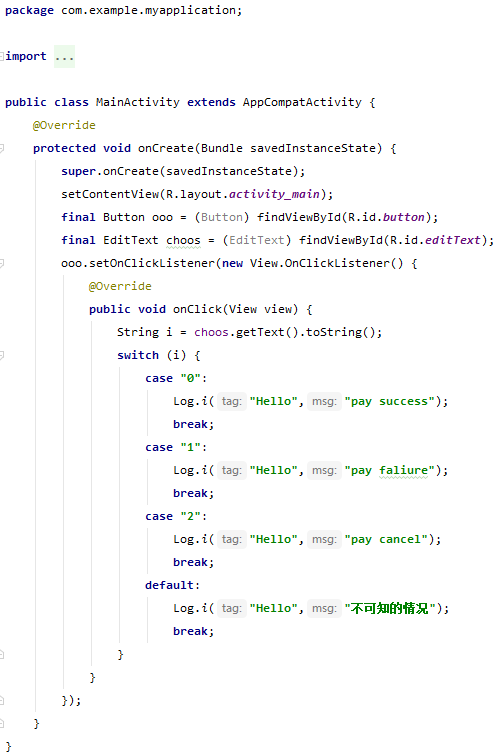 package com.example.myapplication;
import ...
public class MainActivity extends AppCompatActivity {
@Override
protected void onCreate(Bundle savedInstanceState) {
super.onCreate(savedInstanceState);
setContentView(R.layout.activity_main);
final Button ooo = (Button) findViewById(R.id.button);
final EditText choos = (EditText) findViewById(R.id.editText);
ooo.setOnClickListener(new View.OnClickListener() {
@Override
public void onClick(View view) {
String i = choos.getText().toString();
switch (i) {
case "0":
Log.i( tag: "Hello", msg: "pay success");
break;
case "1":
Log.i( tag: "Hello", msg: "pay faliure");
break;
case "2":
Log.i( tag: "Hello", msg: "pay cancel");
break;
default:
Log.i( tag: "Hello", msg: "不可知的情况");
break;
}
}
});
}
}